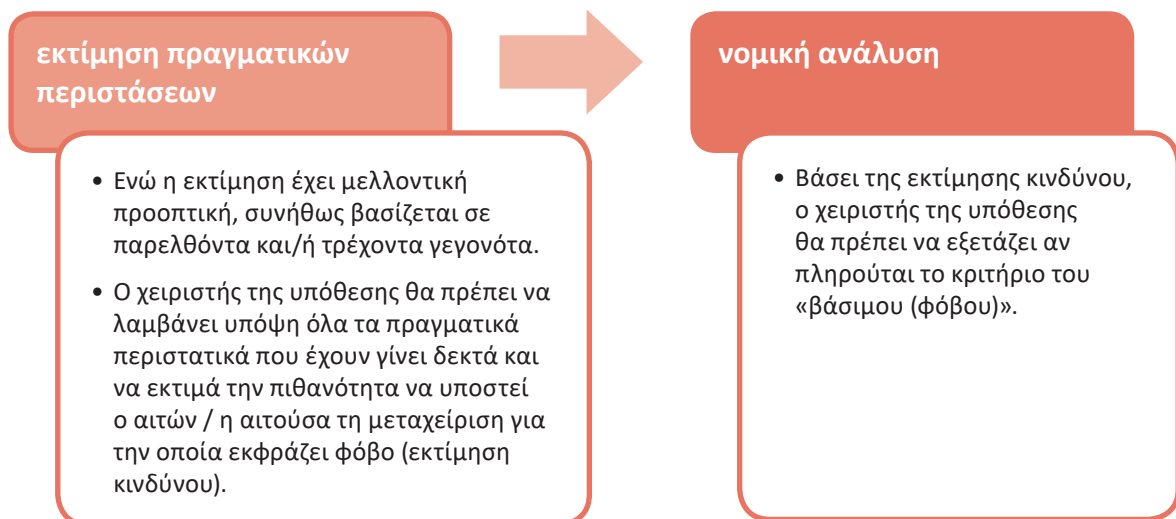 εκτίμηση πραγματικών
περιστάσεων
• Ενώ η εκτίμηση έχει μελλοντική
προοπτική, συνήθως βασίζεται σε
παρελθόντα και/ή τρέχοντα γεγονότα.
• Ο χειριστής της υπόθεσης θα πρέπει να
λαμβάνει υπόψη όλα τα πραγματικά
περιστατικά που έχουν γίνει δεκτά και
να εκτιμά την πιθανότητα να υποστεί
ο αιτών / η αιτούσα τη μεταχείριση για
την οποία εκφράζει φόβο (εκτίμηση
κινδύνου).
νομική ανάλυση
• Βάσει της εκτίμησης κινδύνου,
ο χειριστής της υπόθεσης
θα πρέπει να εξετάζει αν
πληρούται το κριτήριο του
«βάσιμου (φόβου)».